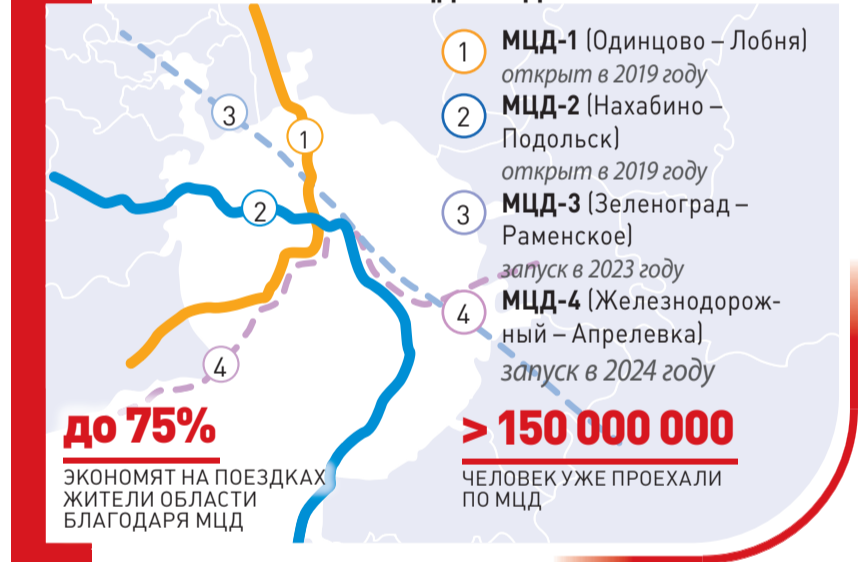 1
МЦД-1 (Одинцово – Лобня)
открыт в 2019 году
2
МЦД-2 (Нахабино –
Подольск)
открыт в 2019 году
3
МЦД-3 (Зеленоград –
Раменское)
запуск в 2023 году
4
МЦД-4 (Железнодорож-
ный – Апрелевка)
запуск в 2024 году
3
1
2
4
до 75%
ЭКОНОМЯТ НА ПОЕЗДКАХ
ЖИТЕЛИ ОБЛАСТИ
БЛАГОДАРЯ МЦД
> 150 000 000
ЧЕЛОВЕК УЖЕ ПРОЕХАЛИ
ПО МЦД